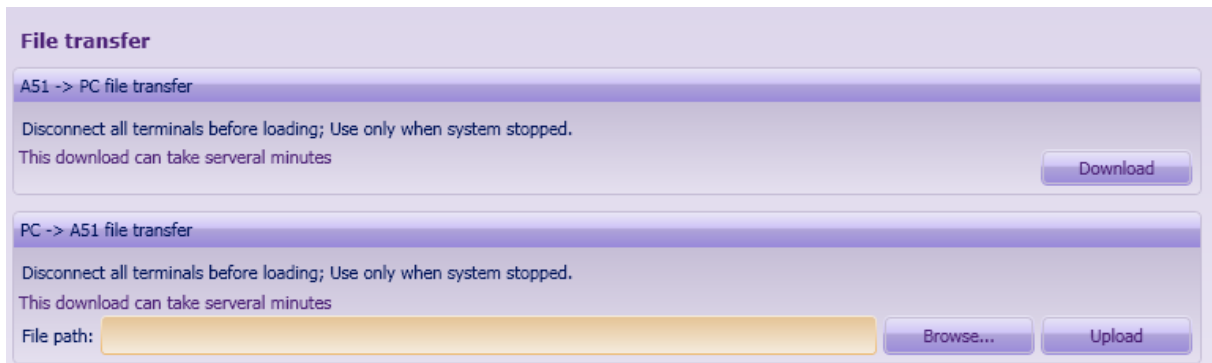 File transfer
A51 -> PC file transfer
Disconnect all terminals before loading; Use only when system stopped.
This download can take serveral minutes
Download
PC -> A51 file transfer
Disconnect all terminals before loading; Use only when system stopped.
This download can take serveral minutes
File path: Browse... Upload